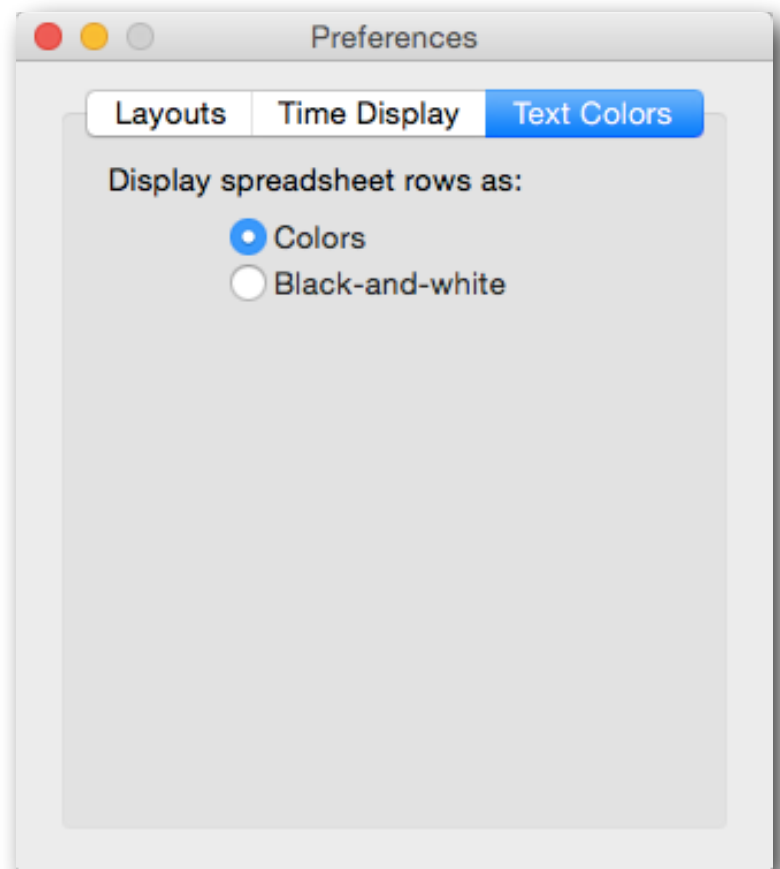 Preferences
Layouts Time Display Text Colors
Display spreadsheet rows as:
Colors
Black-and-white